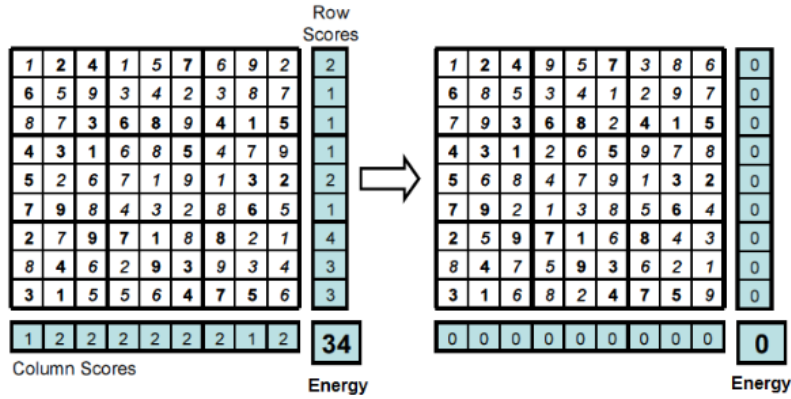 Row
Scores
1 2 4 1 5 7 6 9 2 2 1 2 4 9 5 7 3 8 6 0
6 5 9 3 4 2 3 8 7 1 6 8 5 3 4 1 2 9 7 0
8 7 3 6 8 9 4 1 5 1 7 9 3 6 8 2 4 1 5 0
4 3 1 6 8 5 4 7 9 1 4 3 1 2 6 5 9 7 8 0
5 2 6 7 1 9 1 3 2 2 5 6 8 4 7 9 1 3 2 0
7 9 8 4 3 2 8 6 5 1 7 9 2 1 3 8 5 6 4 0
2 7 9 7 1 8 8 2 1 4 2 5 9 7 1 6 8 4 3 0
8 4 6 2 9 3 9 3 4 3 8 4 7 5 9 3 6 2 1 0
3 1 5 5 6 4 7 5 6 3 3 1 6 8 2 4 7 5 9 0
1 2 2 2 2 2 2 1 2 34 0 0 0 0 0 0 0 0 0 0
Column Scores
Energy Energy